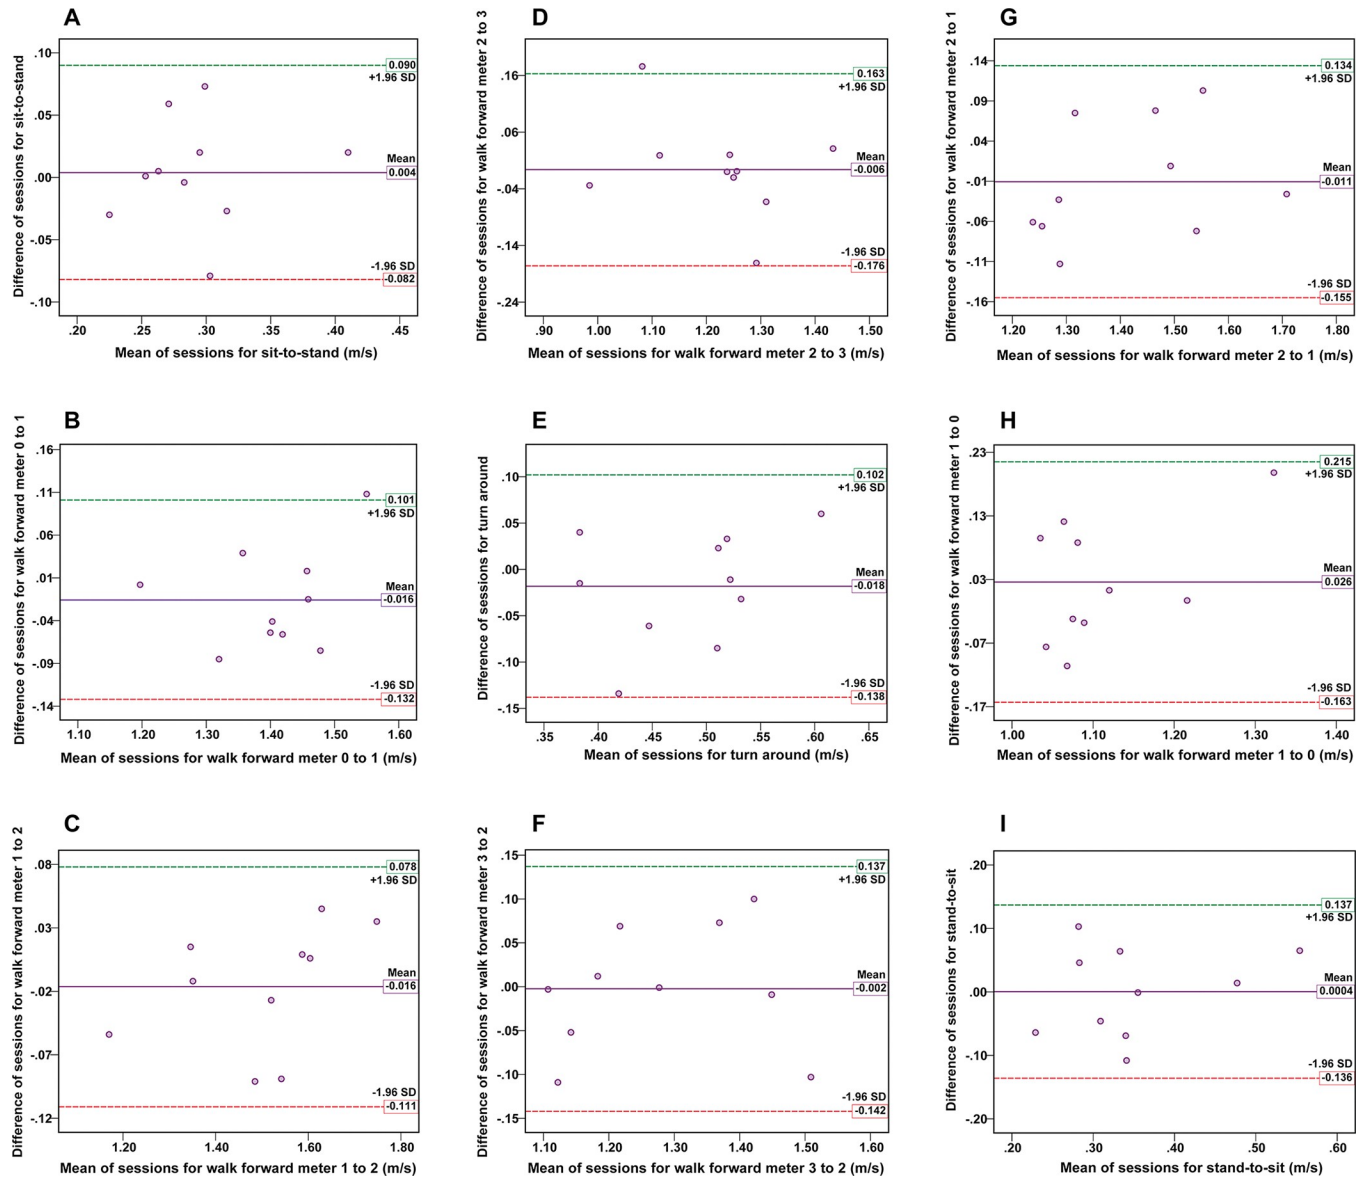 A
Difference of sessions for sit-to-stand
.10
.05
.00
-.05
-.10
0.090
+1.96 SD
Mean
0.004
-1.96 SD
-0.082
.20 .25 .30 .35 .40 .45
Mean of sessions for sit-to-stand (m/s)
D
Difference of sessions for walk forward meter 2 to 3
.16
.06
-.04
-.14
-.24
0.163
+1.96 SD
Mean
-0.006
-1.96 SD
-0.176
.90 1.00 1.10 1.20 1.30 1.40 1.50
Mean of sessions for walk forward meter 2 to 3 (m/s)
G
Difference of sessions for walk forward meter 2 to 1
.14
.09
.04
-.01
-.06
-.11
-.16
0.134
+1.96 SD
Mean
-0.011
-1.96 SD
-0.155
1.20 1.30 1.40 1.50 1.60 1.70 1.80
Mean of sessions for walk forward meter 2 to 1 (m/s)
B
Difference of sessions for walk forward meter 0 to 1
.16
.11
.06
.01
-.04
-.09
-.14
0.101
+1.96 SD
Mean
-0.016
-1.96 SD
-0.132
1.10 1.20 1.30 1.40 1.50 1.60
Mean of sessions for walk forward meter 0 to 1 (m/s)
E
Difference of sessions for turn around
.10
.05
.00
-.05
-.10
-.15
0.102
+1.96 SD
Mean
-0.018
-1.96 SD
-0.138
.35 .40 .45 .50 .55 .60 .65
Mean of sessions for turn around (m/s)
H
Difference of sessions for walk forward meter 1 to 0
.23
.13
.03
-.07
-.17
0.215
+1.96 SD
Mean
0.026
-1.96 SD
-0.163
1.00 1.10 1.20 1.30 1.40
Mean of sessions for walk forward meter 1 to 0 (m/s)
C
Difference of sessions for walk forward meter 1 to 2
.08
.03
-.02
-.07
-.12
0.078
+1.96 SD
Mean
-0.016
-1.96 SD
-0.111
1.20 1.40 1.60 1.80
Mean of sessions for walk forward meter 1 to 2 (m/s)
F
Difference of sessions for walk forward meter 3 to 2
.15
.10
.05
.00
-.05
-.10
-.15
0.137
+1.96 SD
Mean
-0.002
-1.96 SD
-0.142
1.10 1.20 1.30 1.40 1.50 1.60
Mean of sessions for walk forward meter 3 to 2 (m/s)
I
Difference of sessions for stand-to-sit
.20
.10
.00
-.10
-.20
0.137
+1.96 SD
Mean
0.0004
-1.96 SD
-0.136
.20 .30 .40 .50 .60
Mean of sessions for stand-to-sit (m/s)